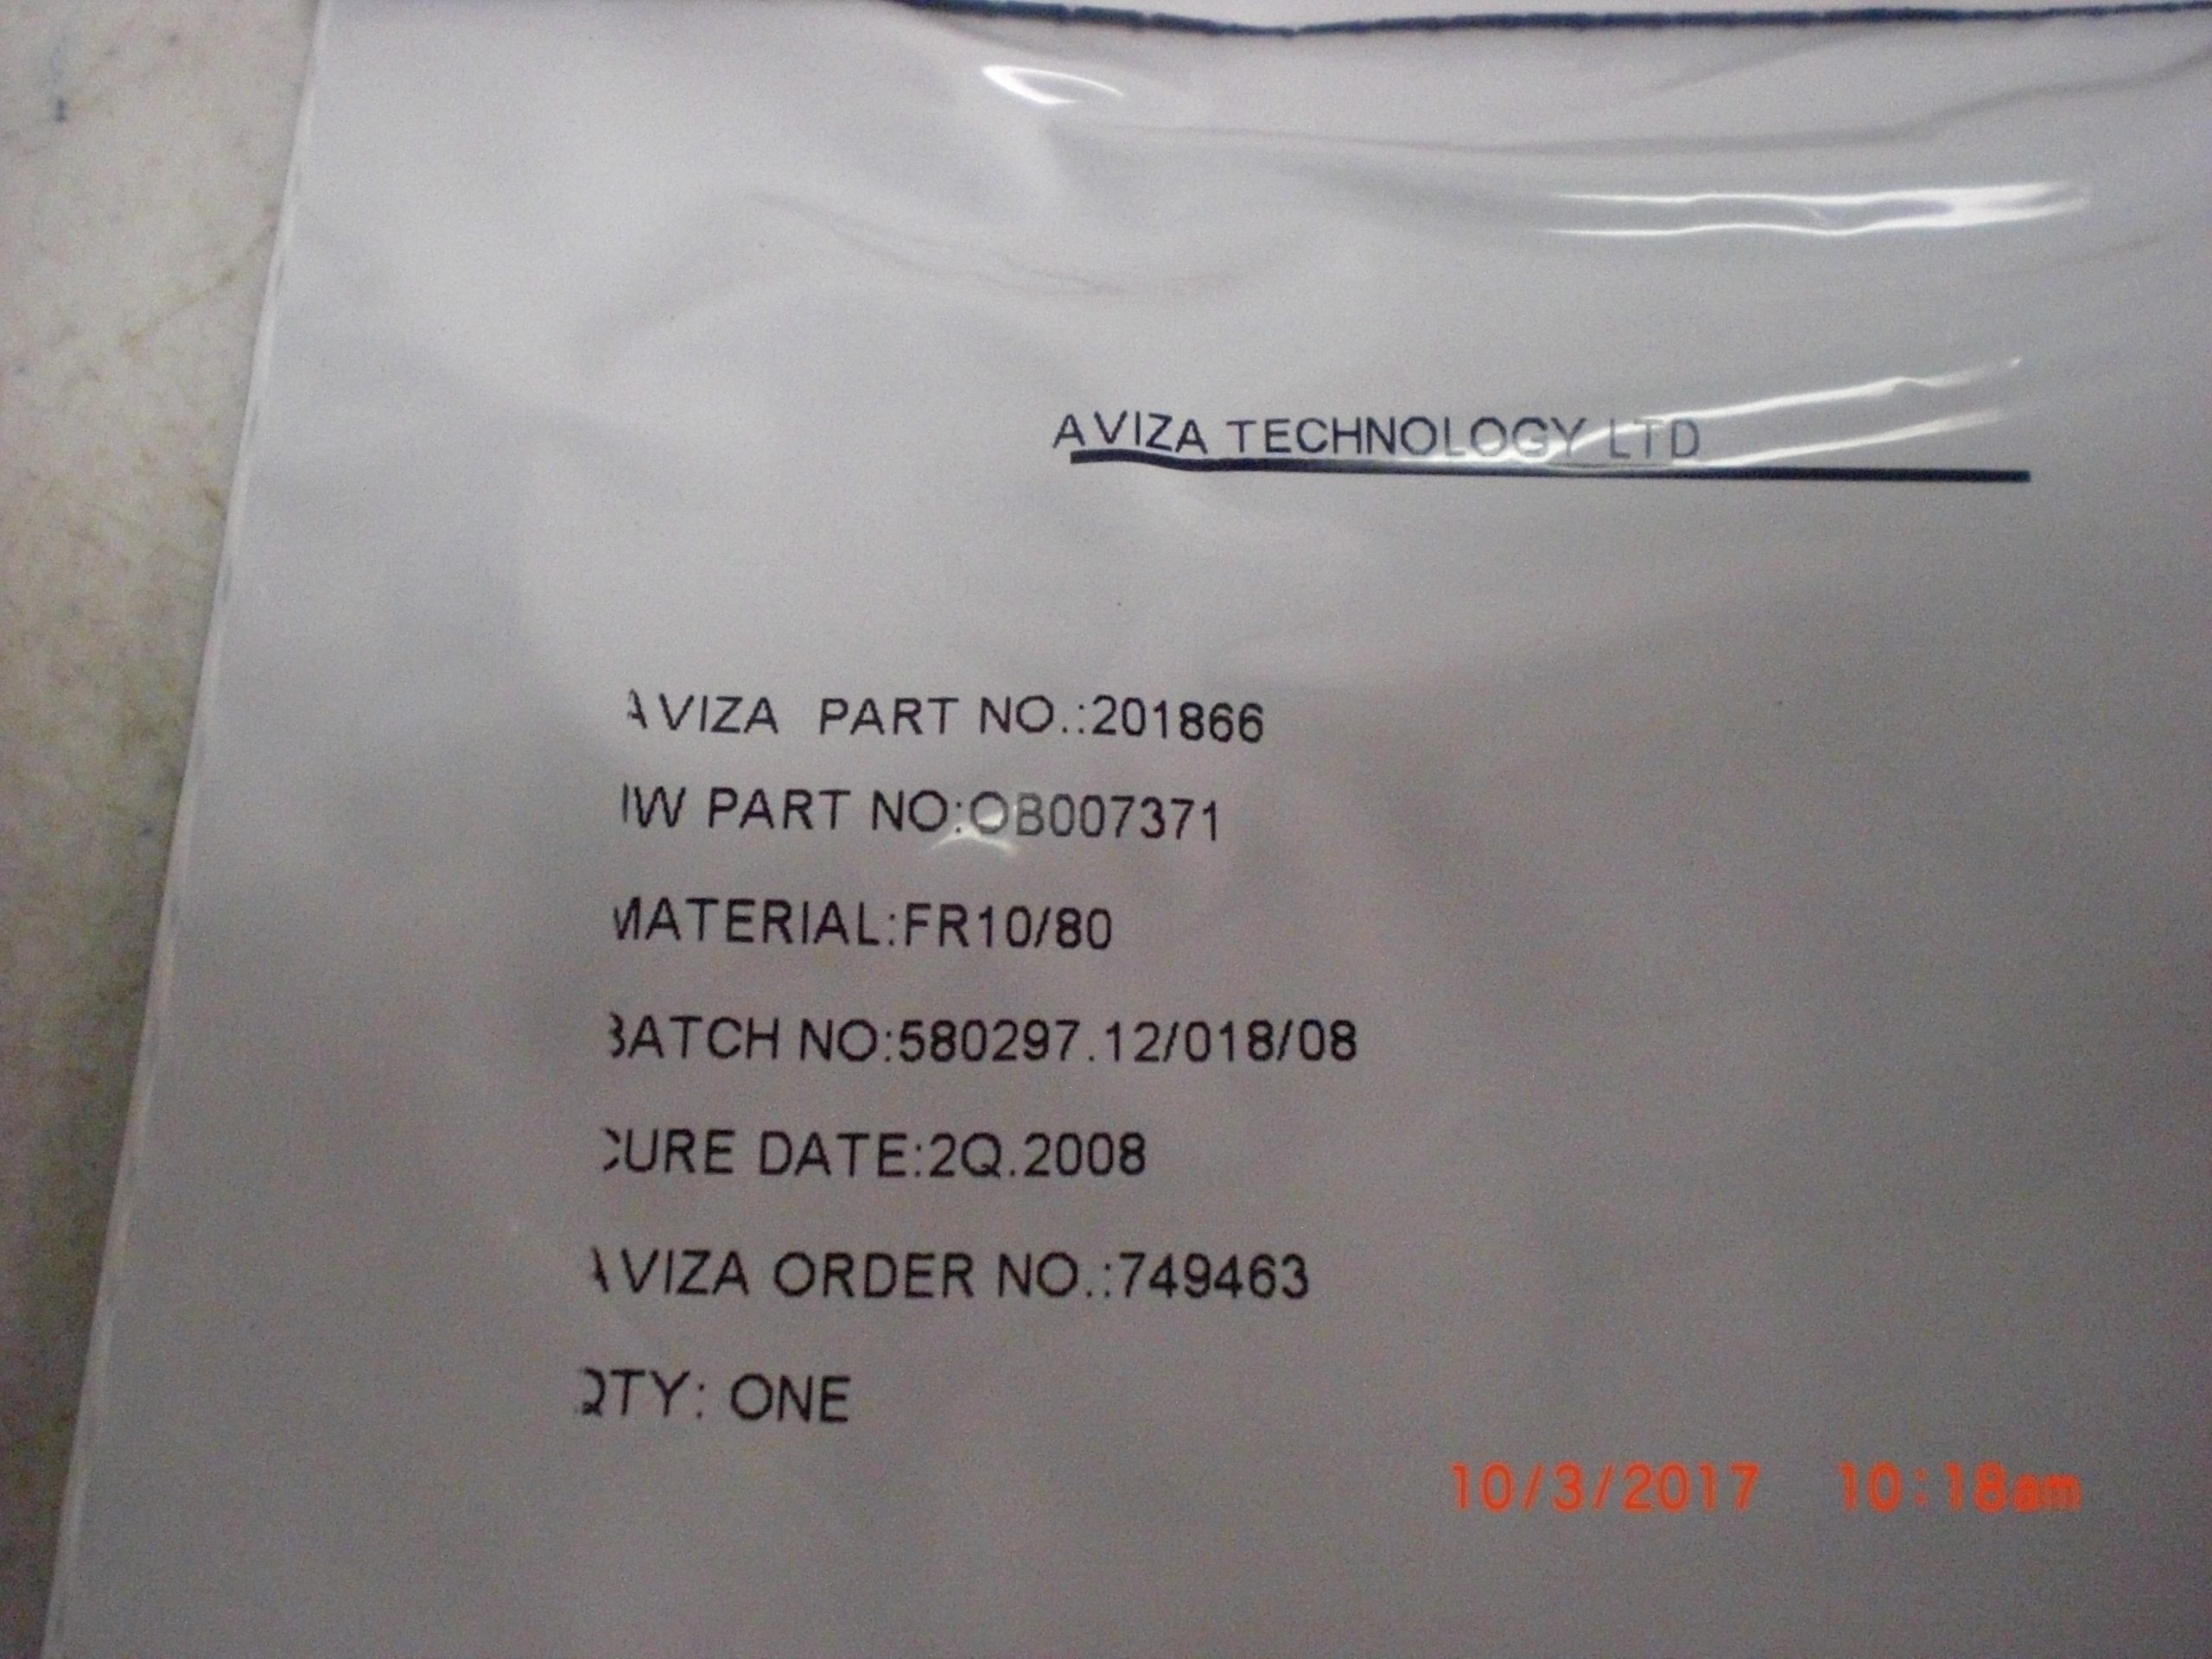 AVIZA TECHNOLOGY LTD
AVIZA PART NO.:201866
IW PART NO:OB007371
MATERIAL:FR10/80
BATCH NO:580297.12/018/08
CURE DATE:2Q.2008
AVIZA ORDER NO.:749463
QTY: ONE
10/3/2017 10:18am